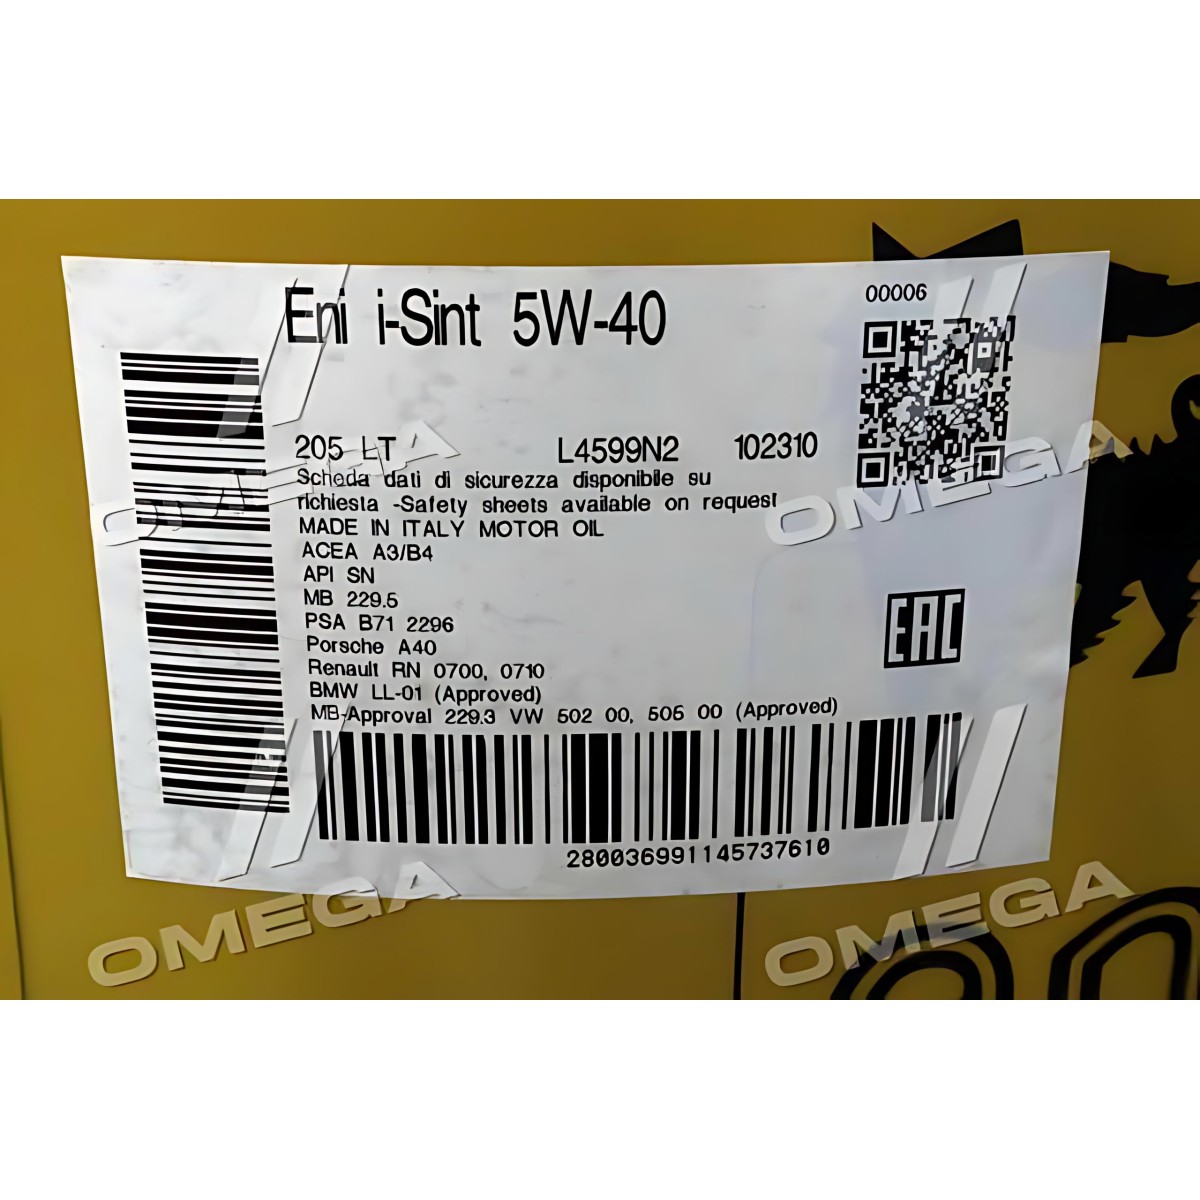 Eni i-Sint 5W-40
00006
205 LT L4599N2 102310
Scheda dati di sicurezza disponibile su
richiesta -Safety sheets available on request
MADE IN ITALY MOTOR OIL
ACEA A3/B4
API SN
MB 229.5
PSA B71 2296
Porsche A40
Renault RN 0700, 0710
BMW LL-01 (Approved)
MB-Approval 229.3 VW 502 00, 505 00 (Approved)
EAC
280036991145737610
OMEGA
OMEGA
OMEGA
OMEGA